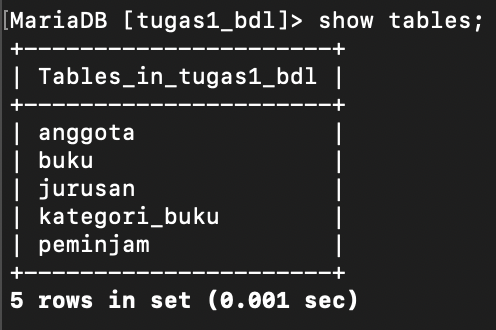 MariaDB [tugas1_bdl]> show tables;
+----------------------+
| Tables_in_tugas1_bdl |
+----------------------+
| anggota              |
| buku                 |
| jurusan              |
| kategori_buku        |
| peminjam             |
+----------------------+
5 rows in set (0.001 sec)